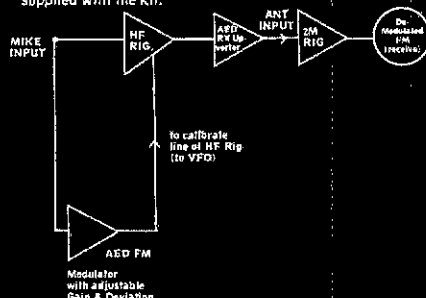 supplied with the Kit.
MIKE
INPUT
HF
RIG.
AED
RX Up-
verter
ANT
INPUT
2M
RIG
De-
Modulated
FM
(receive)
to calibrate
line of HF Rig
(to VFO)
AED FM
Modulator
with adjustable
Gain & Deviation